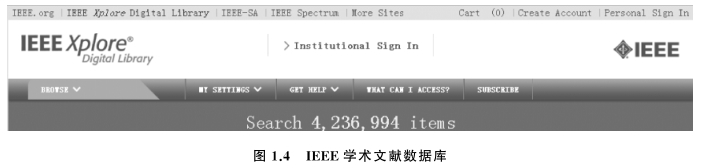 IEEE.org | IEEE Xplore Digital Library | IEEE-SA | IEEE Spectrum | More Sites Cart (0) | Create Account | Personal Sign In
IEEE Xplore®
Digital Library
> Institutional Sign In
IEEE
BROWSE MY SETTINGS GET HELP WHAT CAN I ACCESS? SUBSCRIBE
Search 4,236,994 items
图 1.4 IEEE 学术文献数据库